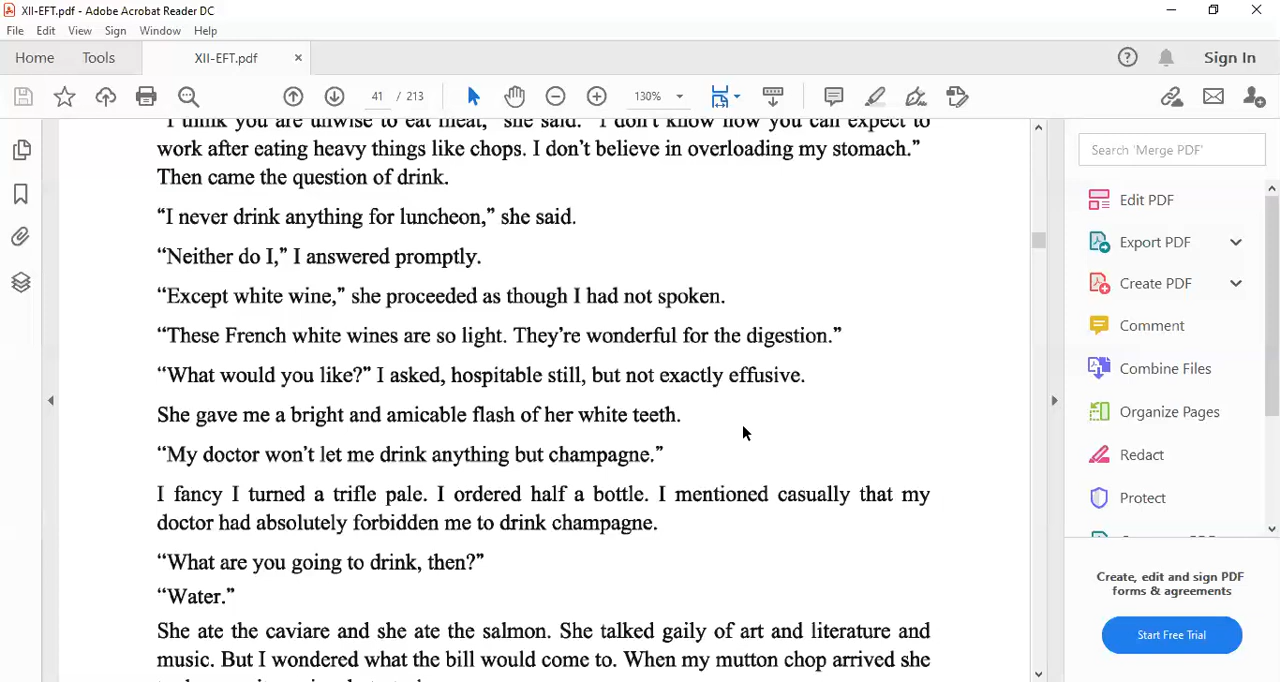 XII-EFT.pdf - Adobe Acrobat Reader DC
File Edit View Sign Window Help
Home Tools XII-EFT.pdf × Sign In
41 / 213 130%
"I think you are unwise to eat meat," she said. "I don't know how you can expect to
work after eating heavy things like chops. I don't believe in overloading my stomach."
Then came the question of drink.
“I never drink anything for luncheon,” she said.
“Neither do I,” I answered promptly.
“Except white wine,” she proceeded as though I had not spoken.
“These French white wines are so light. They’re wonderful for the digestion.”
“What would you like?” I asked, hospitable still, but not exactly effusive.
She gave me a bright and amicable flash of her white teeth.
“My doctor won’t let me drink anything but champagne.”
I fancy I turned a trifle pale. I ordered half a bottle. I mentioned casually that my
doctor had absolutely forbidden me to drink champagne.
“What are you going to drink, then?”
“Water.”
She ate the caviare and she ate the salmon. She talked gaily of art and literature and
music. But I wondered what the bill would come to. When my mutton chop arrived she
Search 'Merge PDF'
Edit PDF
Export PDF
Create PDF
Comment
Combine Files
Organize Pages
Redact
Protect
Create, edit and sign PDF
forms & agreements
Start Free Trial